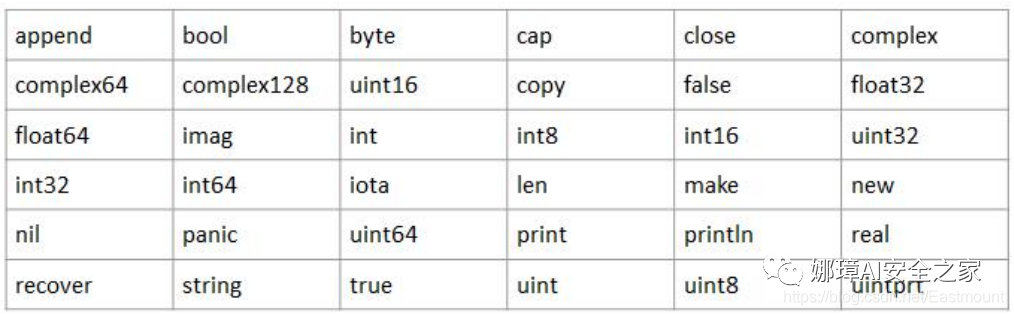 append bool byte cap close complex
complex64 complex128 uint16 copy false float32
float64 imag int int8 int16 uint32
int32 int64 iota len make new
nil panic uint64 print println real
recover string true uint uint8 uintprt
娜璋AI安全之家
https://blog.csdn.net/Eastmount